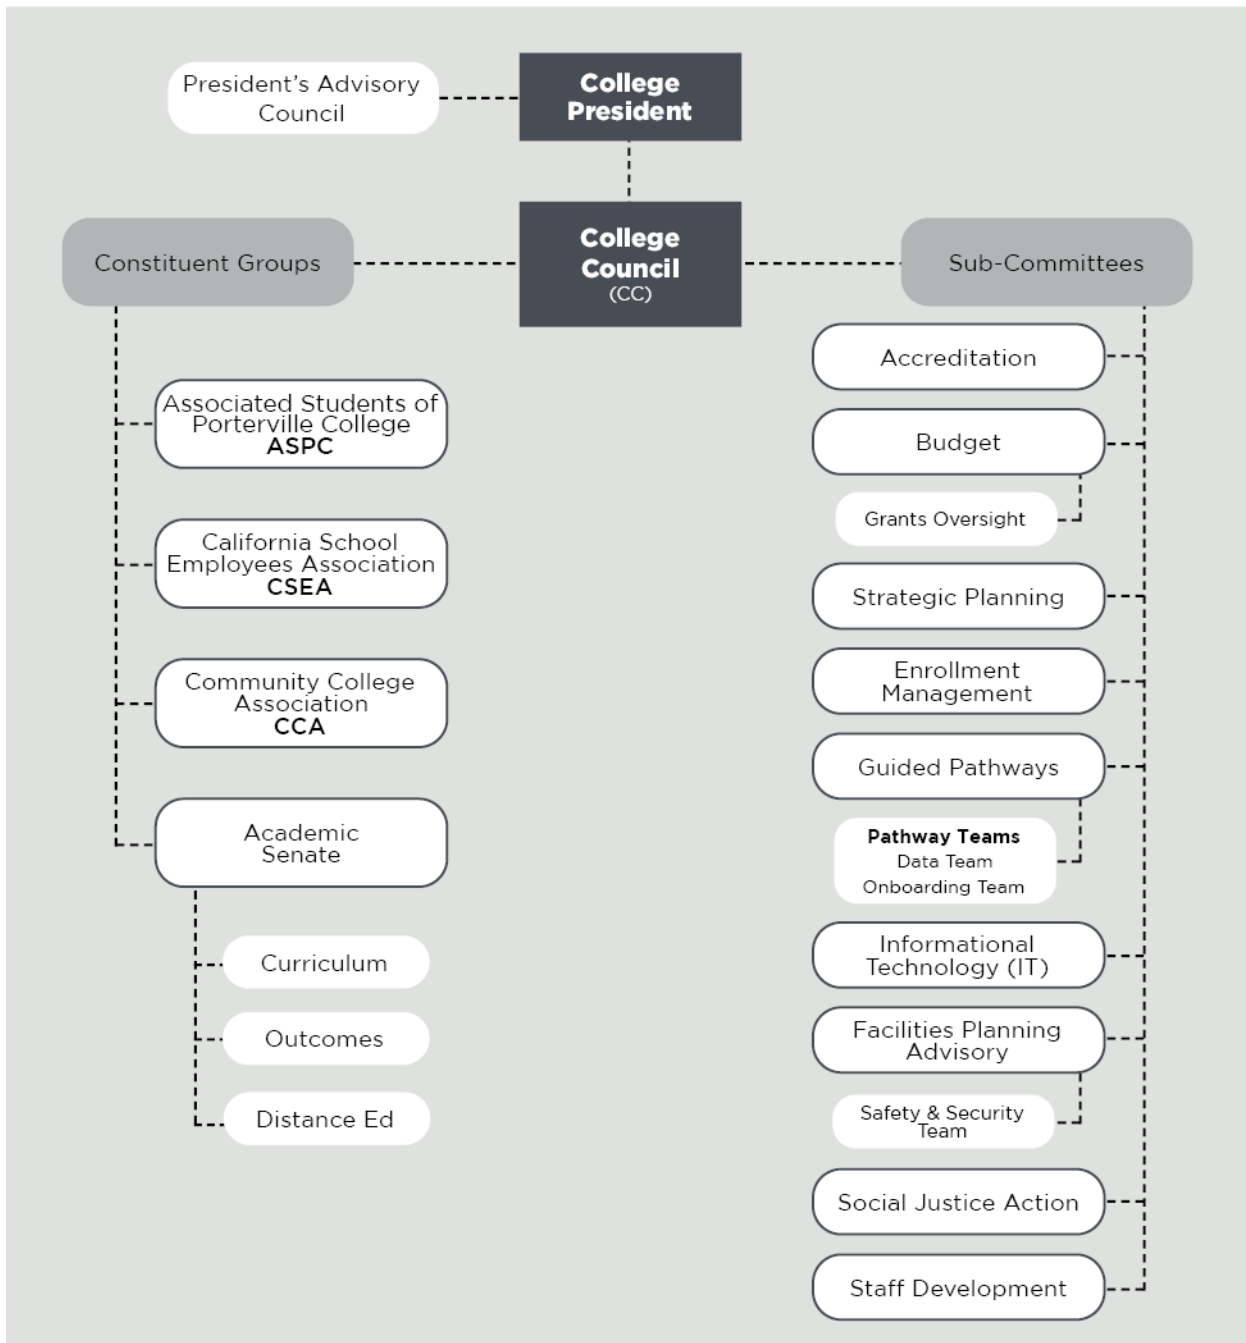 President's Advisory
Council
College
President
Constituent Groups
College
Council
(CC)
Sub-Committees
Associated Students of
Porterville College
ASPC
California School
Employees Association
CSEA
Community College
Association
CCA
Academic
Senate
Curriculum
Outcomes
Distance Ed
Accreditation
Budget
Grants Oversight
Strategic Planning
Enrollment
Management
Guided Pathways
Pathway Teams
Data Team
Onboarding Team
Informational
Technology (IT)
Facilities Planning
Advisory
Safety & Security
Team
Social Justice Action
Staff Development